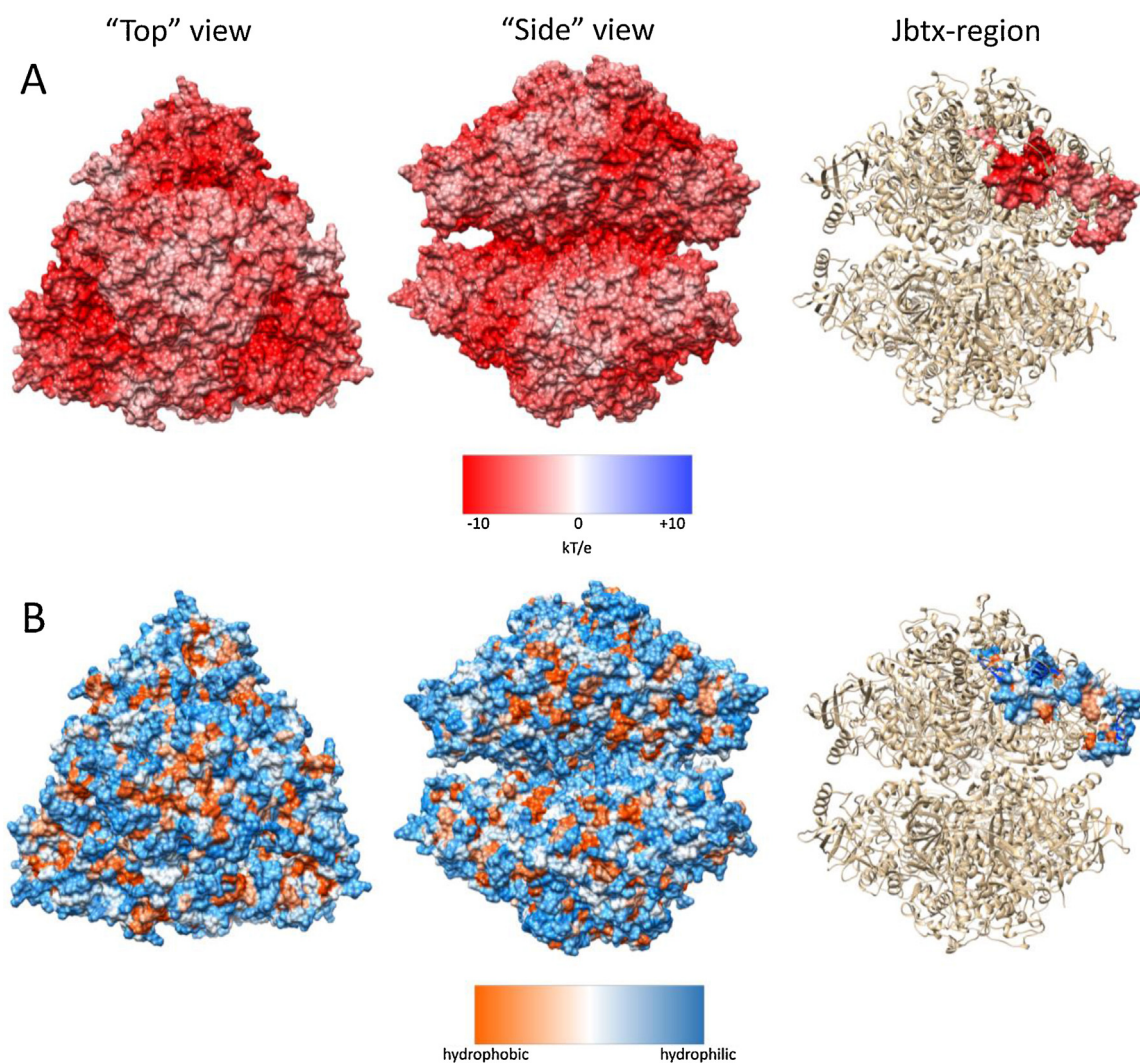 “Top” view “Side” view Jbtx-region
A
-10 0 +10
kT/e
B
hydrophobic hydrophilic